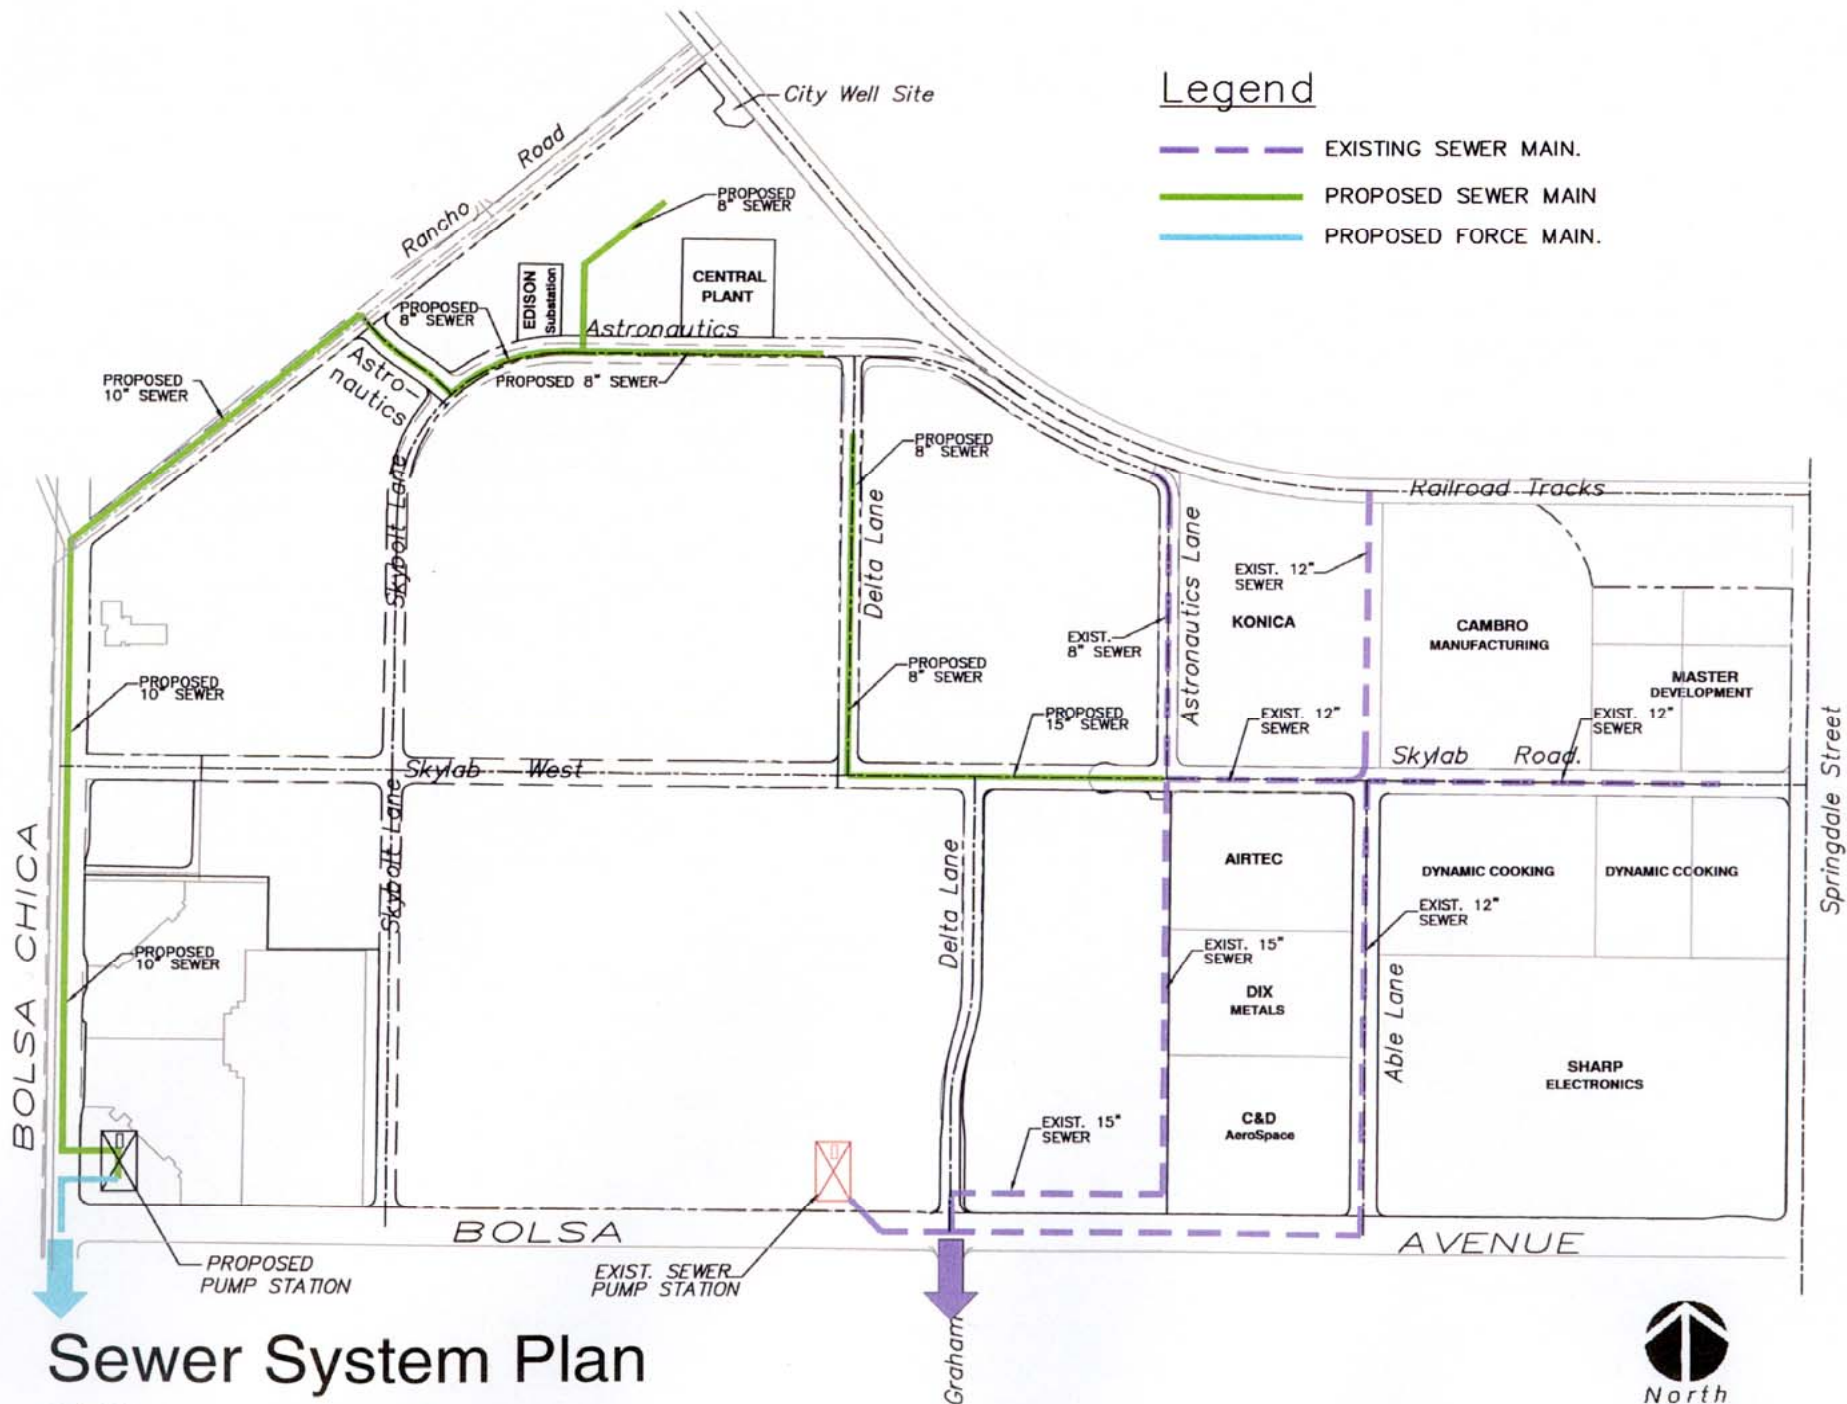 City Well Site
Legend
EXISTING SEWER MAIN.
PROPOSED SEWER MAIN
PROPOSED FORCE MAIN.
Rancho Road
PROPOSED
8" SEWER
EDISON
Substation
CENTRAL
PLANT
PROPOSED
8" SEWER
Astronautics
Astro-
nautics
PROPOSED 8" SEWER
PROPOSED
10" SEWER
PROPOSED
8" SEWER
Skybolt Lane
Delta Lane
Railroad Tracks
Astronautics Lane
EXIST. 12"
SEWER
KONICA
CAMBRO
MANUFACTURING
EXIST.
8" SEWER
PROPOSED
8" SEWER
PROPOSED
10" SEWER
MASTER
DEVELOPMENT
PROPOSED
15" SEWER
EXIST. 12"
SEWER
EXIST. 12"
SEWER
Skylab West
Skylab Road.
Springdale Street
Skybolt Lane
Delta Lane
AIRTEC
DYNAMIC COOKING
DYNAMIC COOKING
BOLSA CHICA
EXIST. 12"
SEWER
PROPOSED
10" SEWER
EXIST. 15"
SEWER
DIX
METALS
Able Lane
SHARP
ELECTRONICS
EXIST. 15"
SEWER
C&D
AeroSpace
BOLSA AVENUE
PROPOSED
PUMP STATION
EXIST. SEWER
PUMP STATION
Graham
Sewer System Plan
North